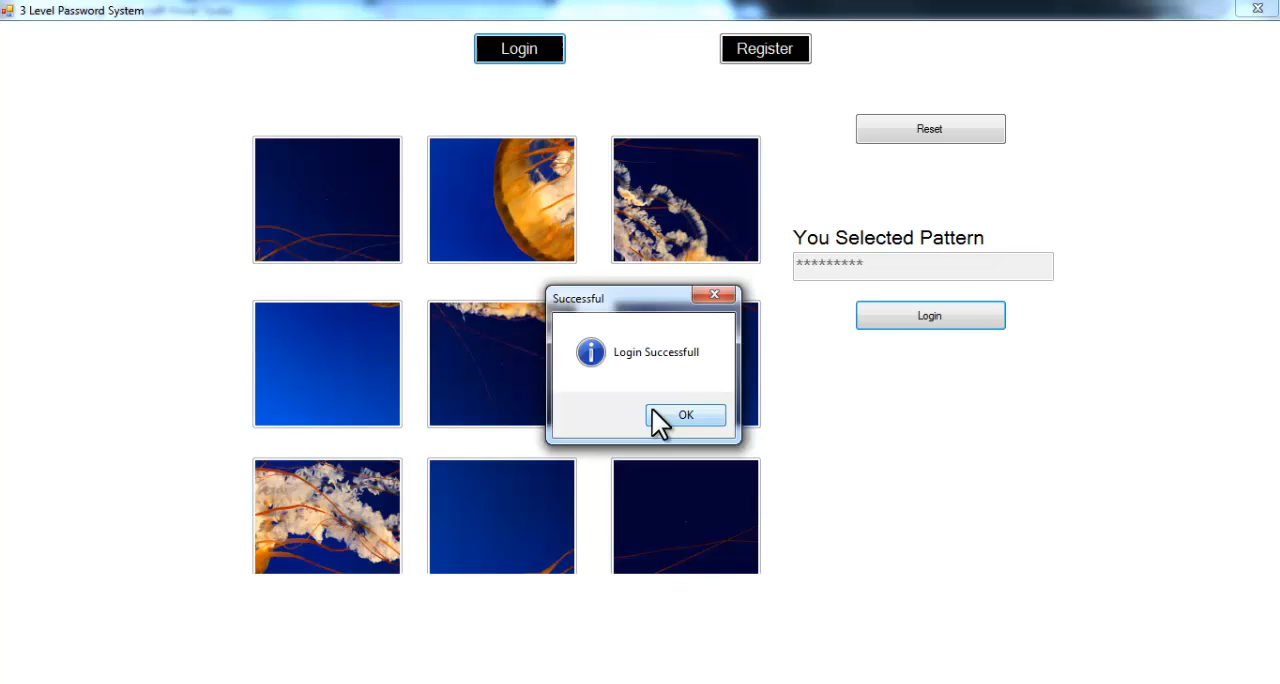 3 Level Password System
Login
Register
Reset
You Selected Pattern
*********
Login
Successful
Login Successfull
OK